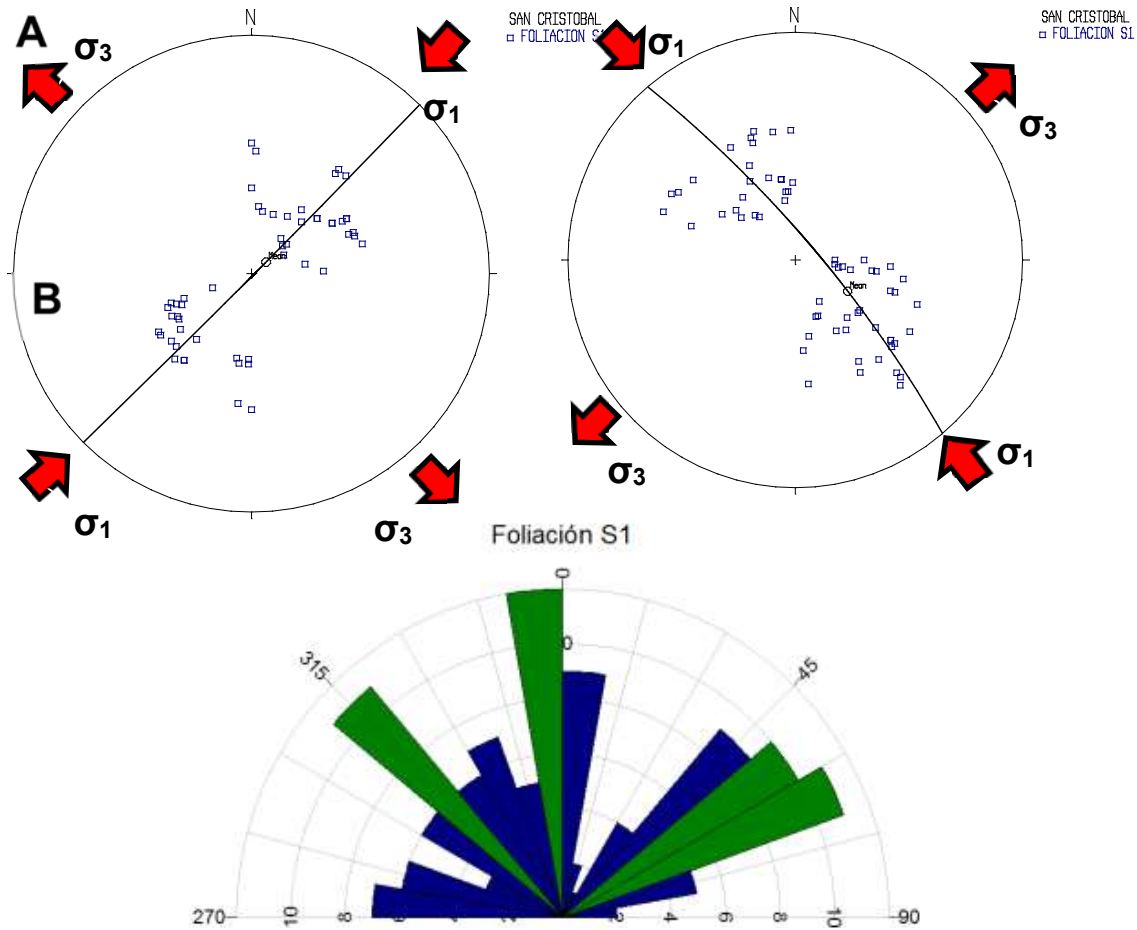 A
N
σ3
σ1
SAN CRISTOBAL
FOLIACION S
Mean
B
σ1
σ3
N
σ1
SAN CRISTOBAL
FOLIACION S1
σ3
Mean
σ3
σ1
Foliación S1
0
0
315
45
270 10 8 6 4 2 2 4 6 8 10 90